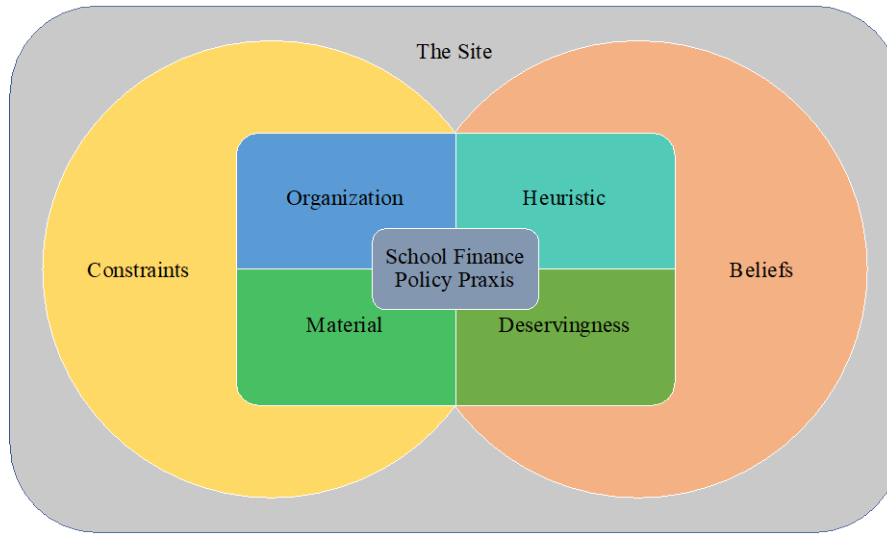 The Site
Organization
Heuristic
School Finance
Policy Praxis
Constraints
Beliefs
Material
Deservingness